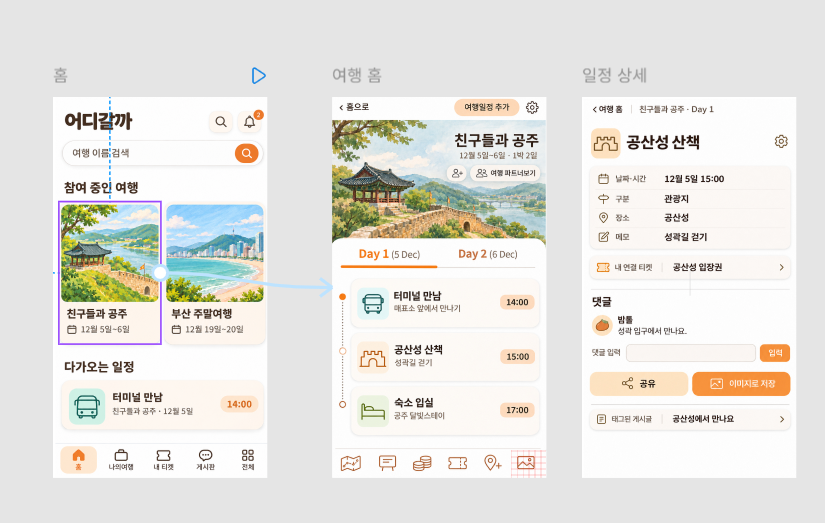 홈
어디갈까
2
여행 이름 검색
참여 중인 여행
친구들과 공주
12월 5일~6일
부산 주말여행
12월 19일~20일
다가오는 일정
터미널 만남
친구들과 공주 · 12월 5일
14:00
홈
나의여행
내 티켓
게시판
전체
여행 홈
홈으로
여행일정 추가
친구들과 공주
12월 5일~6일 · 1박 2일
여행 파트너보기
Day 1 (5 Dec)
Day 2 (6 Dec)
터미널 만남
매표소 앞에서 만나기
14:00
공산성 산책
성곽길 걷기
15:00
숙소 입실
공주 달빛스테이
17:00
일정 상세
여행 홈
친구들과 공주 · Day 1
공산성 산책
날짜·시간 12월 5일 15:00
구분 관광지
장소 공산성
메모 성곽길 걷기
내 연결 티켓 공산성 입장권
댓글
밤톨
성곽 입구에서 만나요.
댓글 입력
입력
공유
이미지로 저장
태그된 게시글 공산성에서 만나요